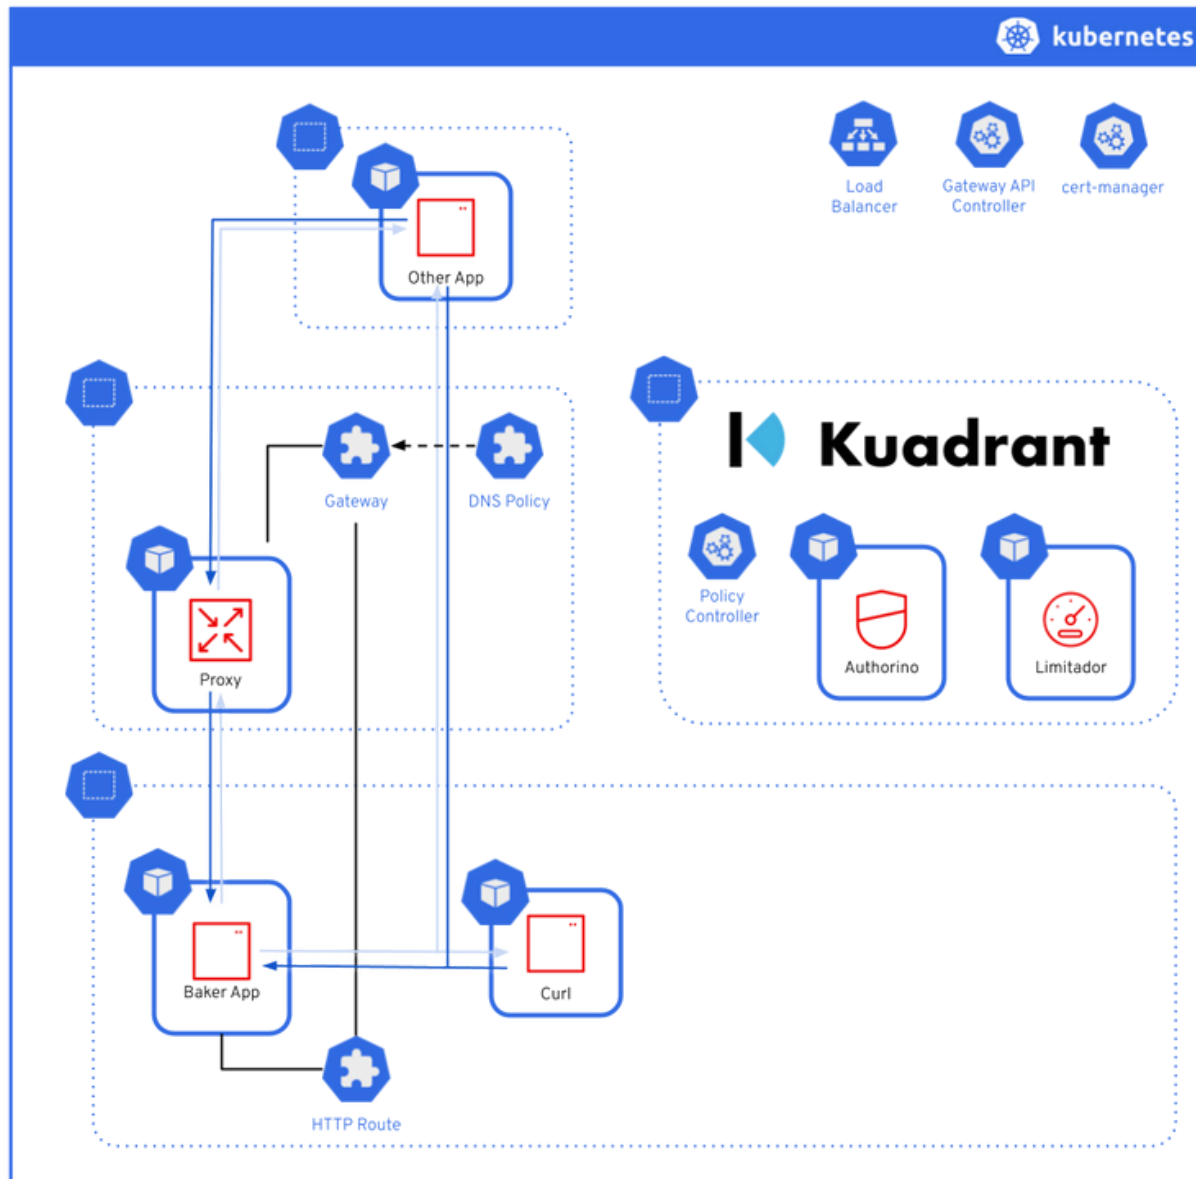 kubernetes
Load
Balancer
Gateway API
Controller
cert-manager
Other App
Kuadrant
Gateway
DNS Policy
Policy
Controller
Authorino
Limitador
Proxy
Baker App
Curl
HTTP Route